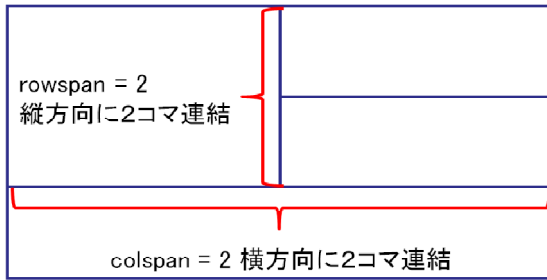 rowspan = 2
縦方向に２コマ連結
colspan = 2 横方向に２コマ連結